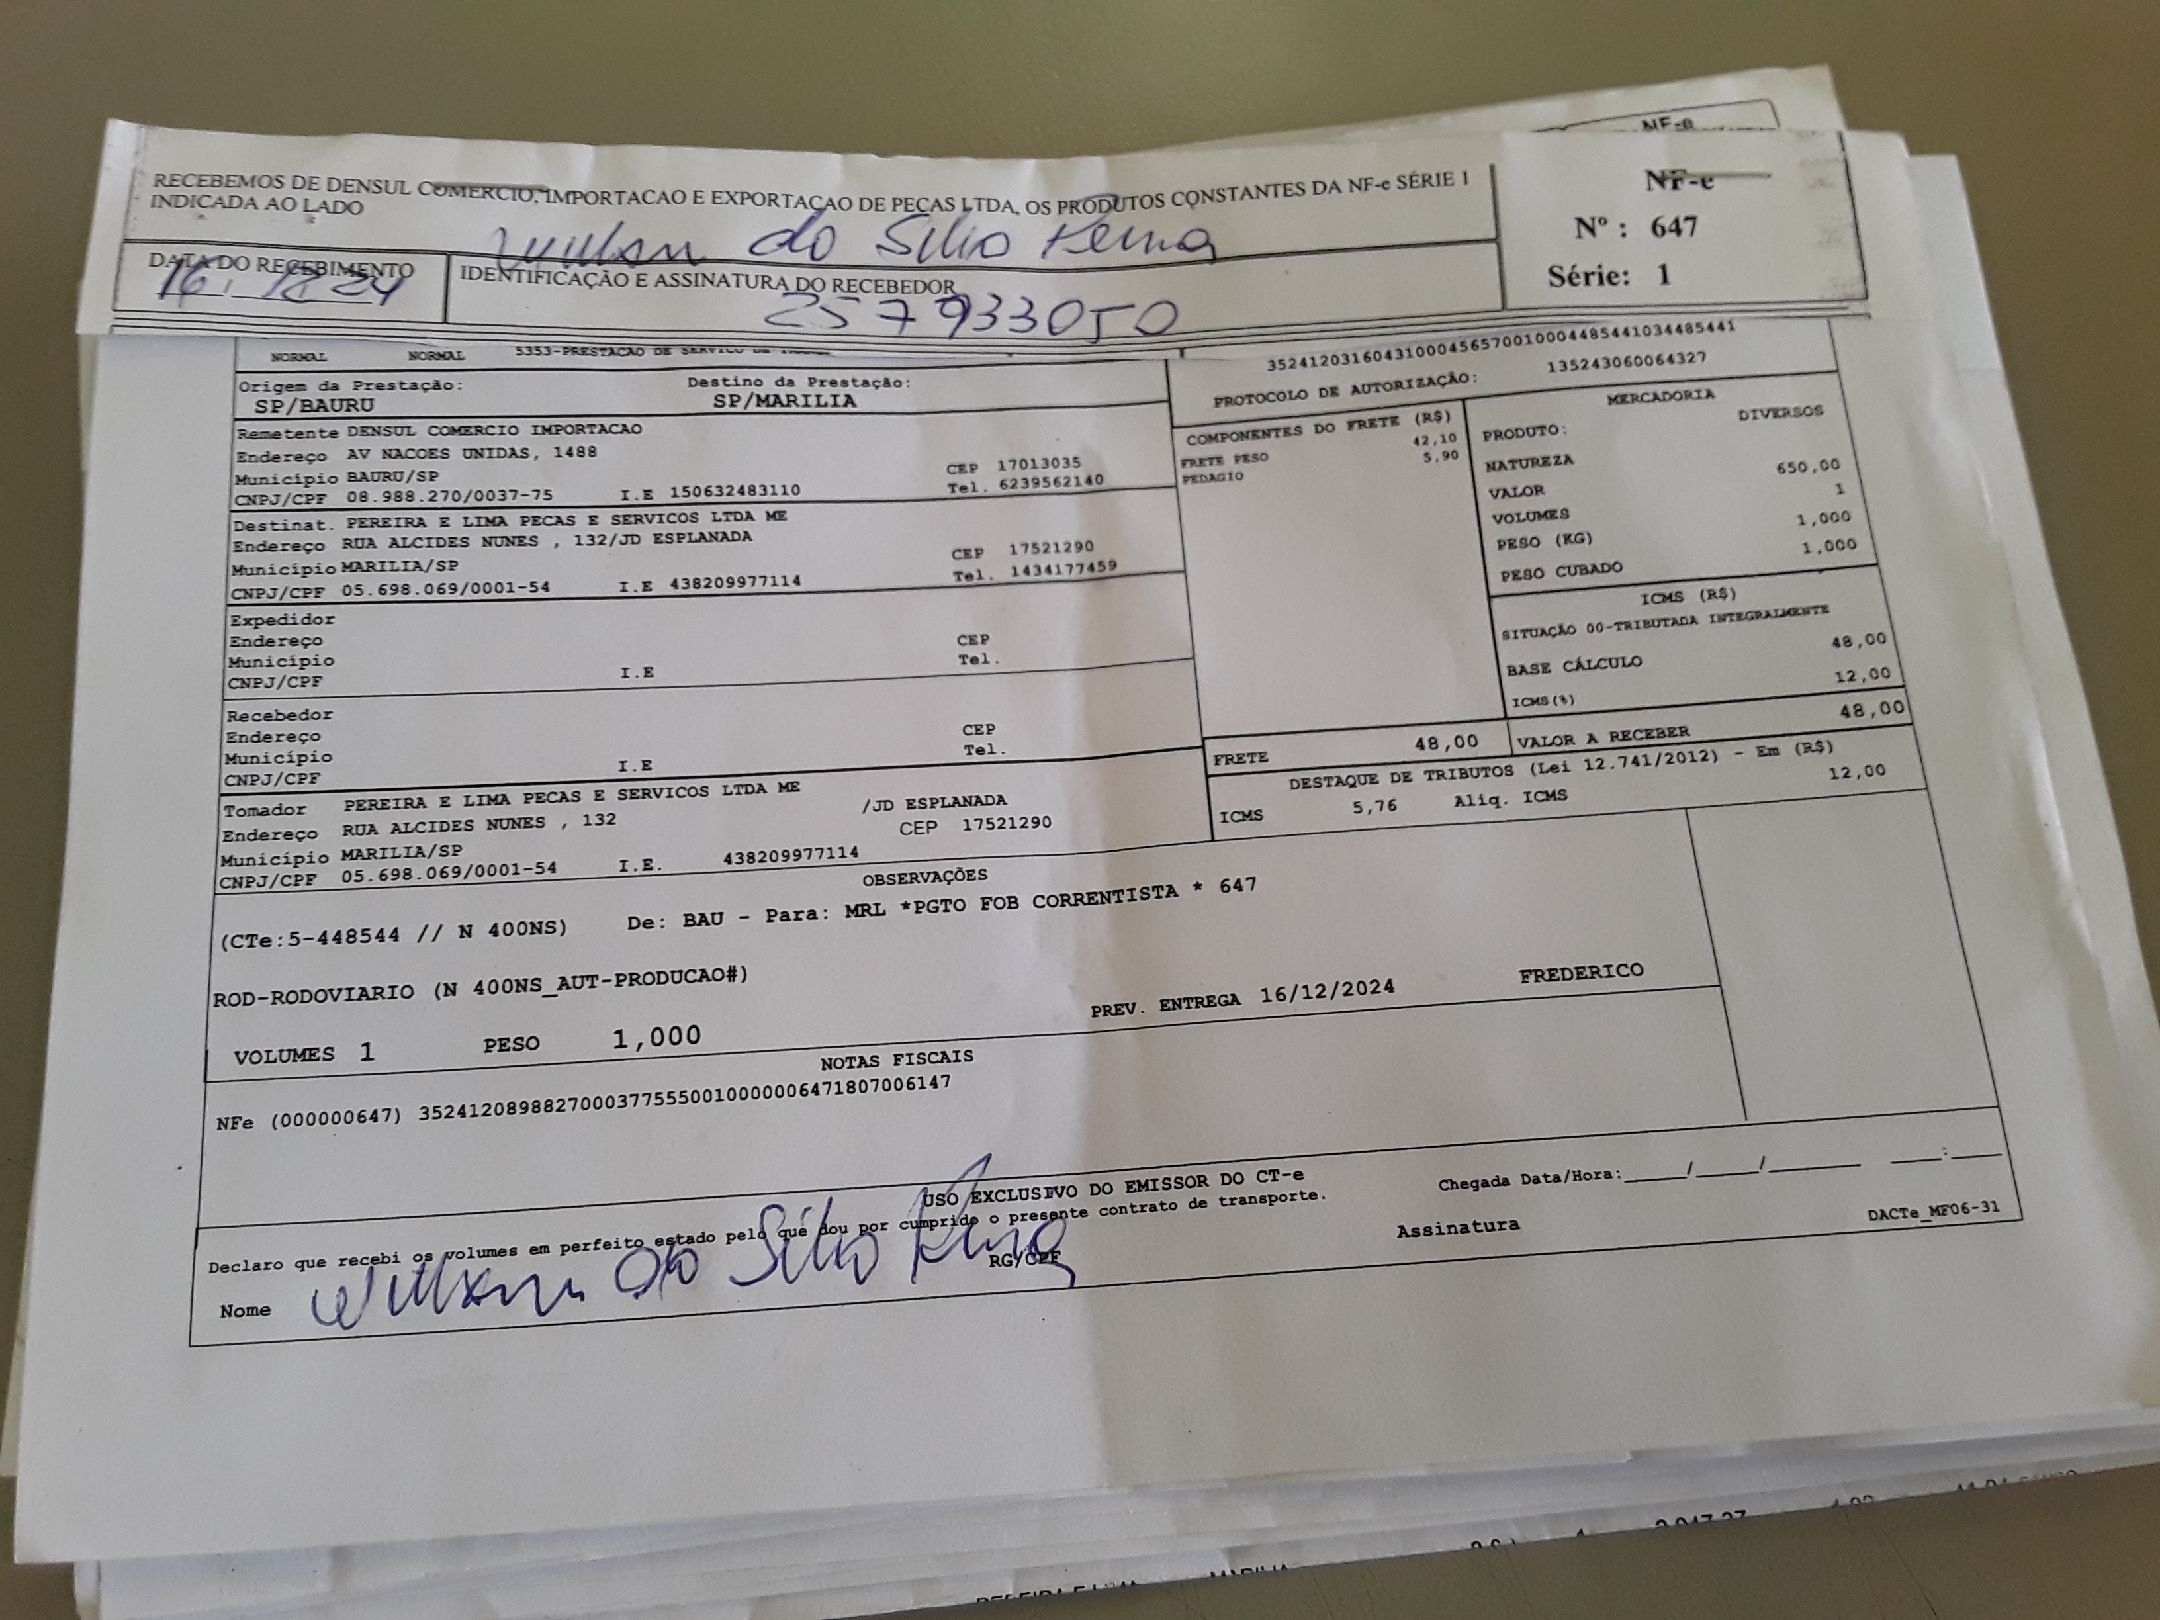 NF-e
RECEBEMOS DE DENSUL COMERCIO, IMPORTACAO E EXPORTAÇAO DE PEÇAS LTDA, OS PRODUTOS CONSTANTES DA NF-e SÉRIE 1
INDICADA AO LADO
NF-e
Nº : 647
Série: 1
do Silva
DATA DO RECEBIMENTO
16.12.24
IDENTIFICAÇÃO E ASSINATURA DO RECEBEDOR
257933050
NORMAL NORMAL 5353-PRESTACAO DE SERVICO DE
35241203160431000456570010004485441034485441
PROTOCOLO DE AUTORIZAÇÃO: 135243060064327
Origem da Prestação: Destino da Prestação:
SP/BAURU SP/MARILIA
Remetente DENSUL COMERCIO IMPORTACAO
Endereço AV NACOES UNIDAS, 1488
Município BAURU/SP CEP 17013035
CNPJ/CPF 08.988.270/0037-75 I.E 150632483110 Tel. 6239562140
Destinat. PEREIRA E LIMA PECAS E SERVICOS LTDA ME
Endereço RUA ALCIDES NUNES , 132/JD ESPLANADA
Município MARILIA/SP CEP 17521290
CNPJ/CPF 05.698.069/0001-54 I.E 438209977114 Tel. 1434177459
Expedidor
Endereço
Município CEP
CNPJ/CPF I.E Tel.
Recebedor
Endereço
Município CEP
CNPJ/CPF I.E Tel.
Tomador PEREIRA E LIMA PECAS E SERVICOS LTDA ME
Endereço RUA ALCIDES NUNES , 132 /JD ESPLANADA
Município MARILIA/SP CEP 17521290
CNPJ/CPF 05.698.069/0001-54 I.E. 438209977114
COMPONENTES DO FRETE (R$)
FRETE PESO 42,10
PEDAGIO 5,90
MERCADORIA
PRODUTO: DIVERSOS
NATUREZA
VALOR 650,00
VOLUMES 1
PESO (KG) 1,000
PESO CUBADO 1,000
ICMS (R$)
SITUAÇÃO 00-TRIBUTADA INTEGRALMENTE
BASE CÁLCULO 48,00
ICMS(%) 12,00
FRETE 48,00 VALOR A RECEBER 48,00
DESTAQUE DE TRIBUTOS (Lei 12.741/2012) - Em (R$)
ICMS 5,76 Aliq. ICMS 12,00
OBSERVAÇÕES
(CTe:5-448544 // N 400NS) De: BAU - Para: MRL *PGTO FOB CORRENTISTA * 647
ROD-RODOVIARIO (N 400NS_AUT-PRODUCAO#)
PREV. ENTREGA 16/12/2024 FREDERICO
VOLUMES 1 PESO 1,000
NOTAS FISCAIS
NFe (000000647) 35241208988270003775550010000006471807006147
USO EXCLUSIVO DO EMISSOR DO CT-e
Declaro que recebi os volumes em perfeito estado pelo que dou por cumprido o presente contrato de transporte.
Chegada Data/Hora:_____/_____/_______ ____:____
Nome do Silva RG/CPF Assinatura
DACTe_MF06-31